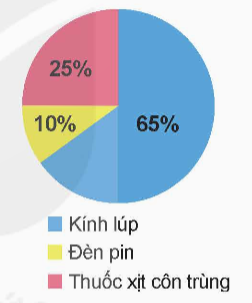 25%
10%
65%
Kính lúp
Đèn pin
Thuốc xịt côn trùng